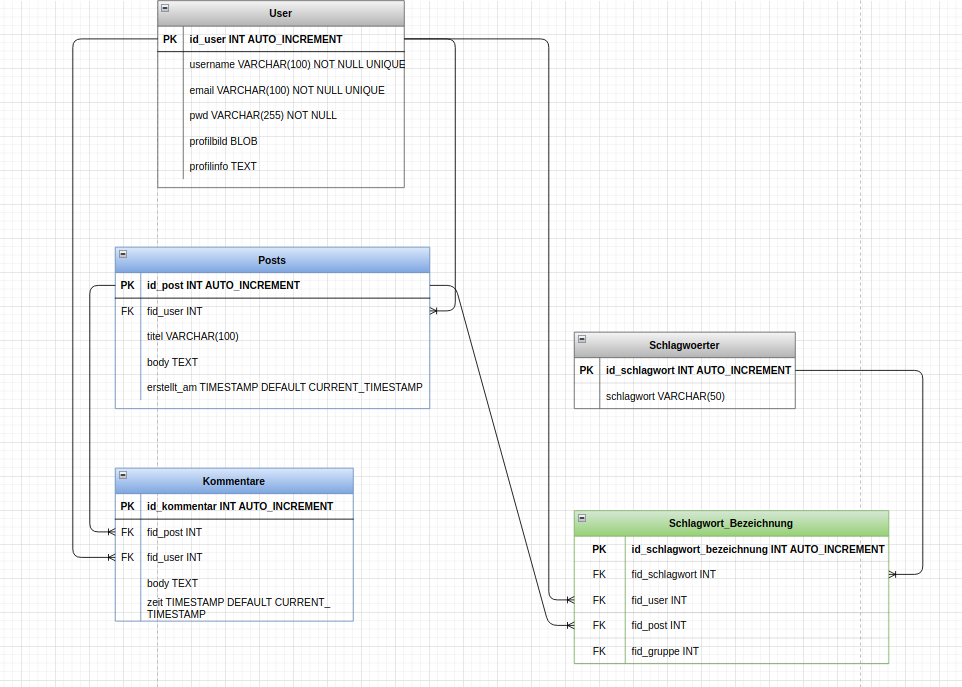 User
PK id_user INT AUTO_INCREMENT
username VARCHAR(100) NOT NULL UNIQUE
email VARCHAR(100) NOT NULL UNIQUE
pwd VARCHAR(255) NOT NULL
profilbild BLOB
profilinfo TEXT
Posts
PK id_post INT AUTO_INCREMENT
FK fid_user INT
titel VARCHAR(100)
body TEXT
erstellt_am TIMESTAMP DEFAULT CURRENT_TIMESTAMP
Schlagwoerter
PK id_schlagwort INT AUTO_INCREMENT
schlagwort VARCHAR(50)
Kommentare
PK id_kommentar INT AUTO_INCREMENT
FK fid_post INT
FK fid_user INT
body TEXT
zeit TIMESTAMP DEFAULT CURRENT_
TIMESTAMP
Schlagwort_Bezeichnung
PK id_schlagwort_bezeichnung INT AUTO_INCREMENT
FK fid_schlagwort INT
FK fid_user INT
FK fid_post INT
FK fid_gruppe INT